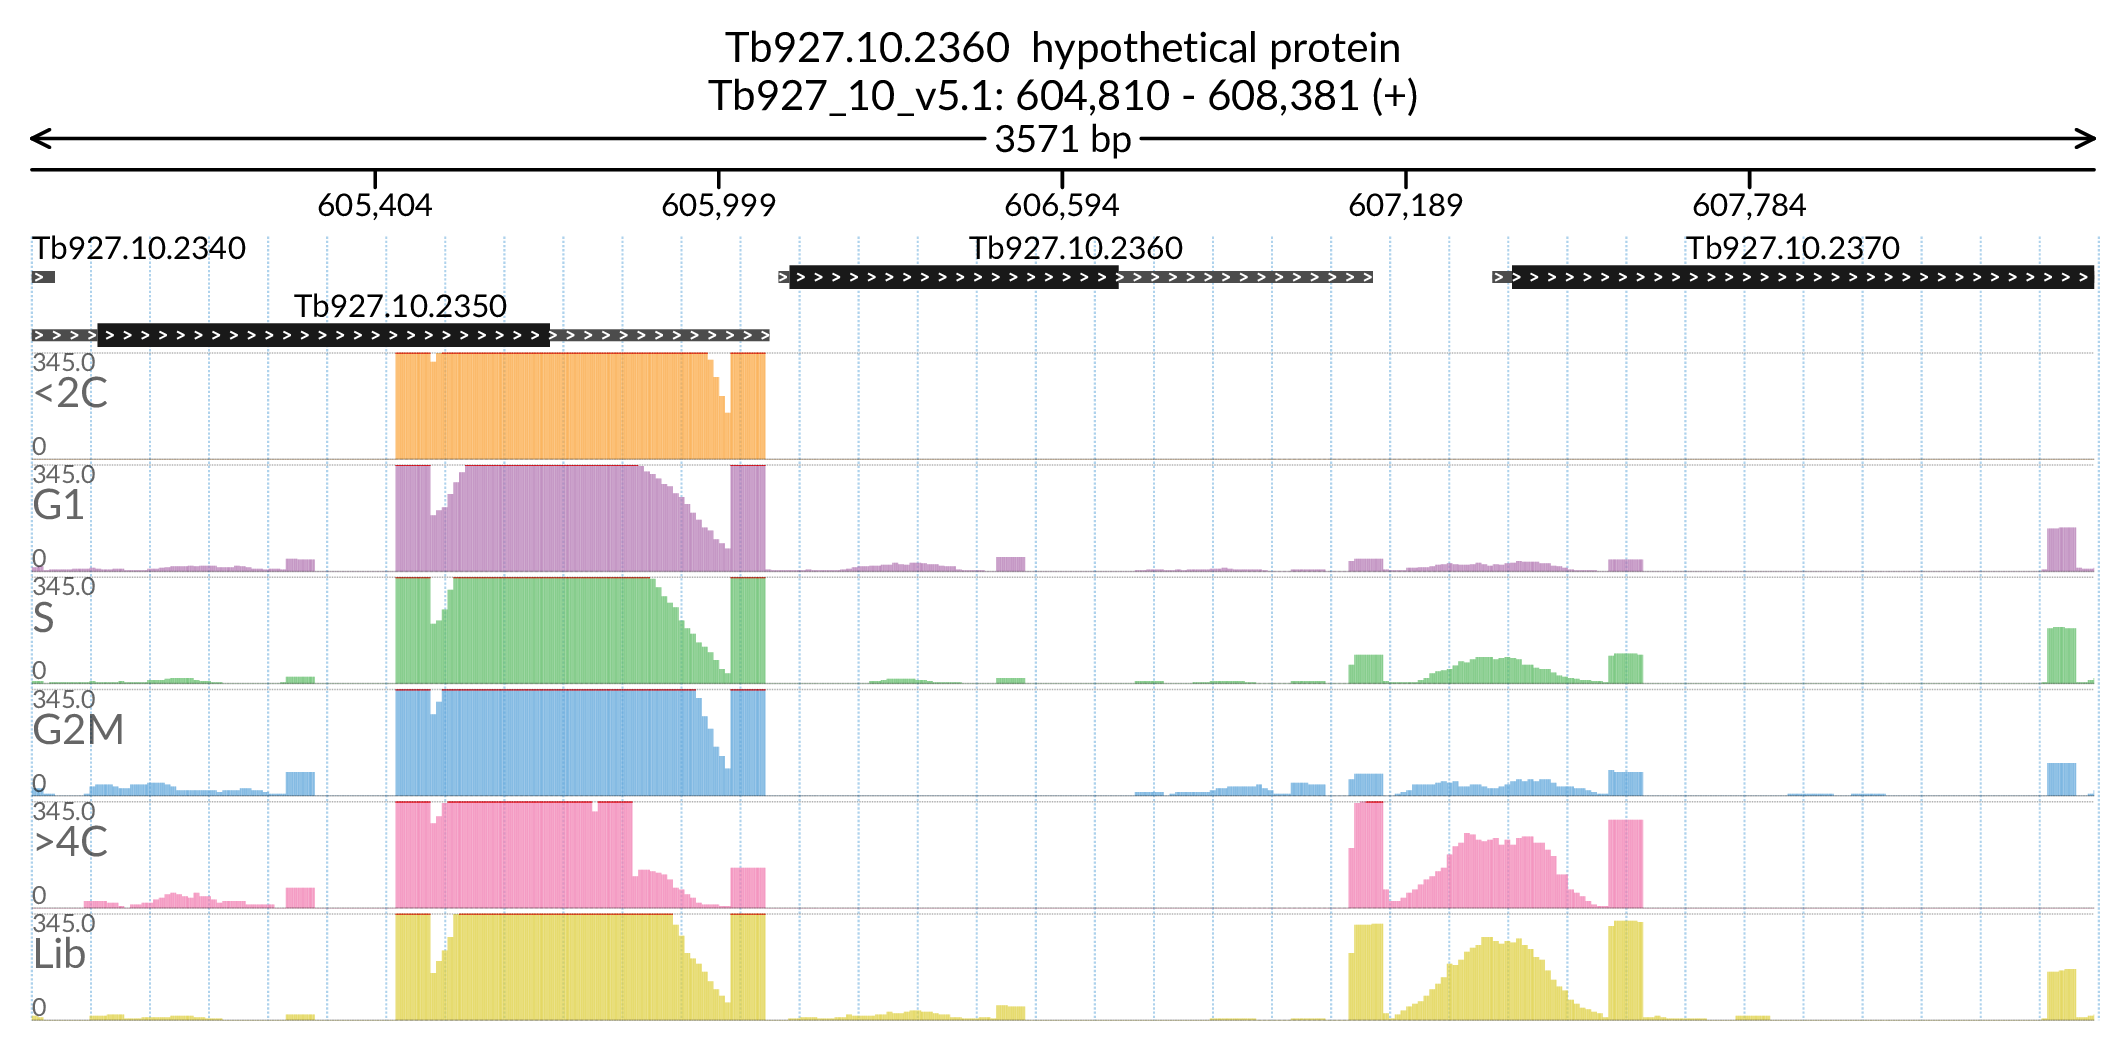 Tb927.10.2360 hypothetical protein
Tb927_10_v5.1: 604,810 - 608,381 (+)
3571 bp
605,404 605,999 606,594 607,189 607,784
Tb927.10.2340 Tb927.10.2360 Tb927.10.2370
Tb927.10.2350
345.0
<2C
0
345.0
G1
0
345.0
S
0
345.0
G2M
0
345.0
>4C
0
345.0
Lib
0